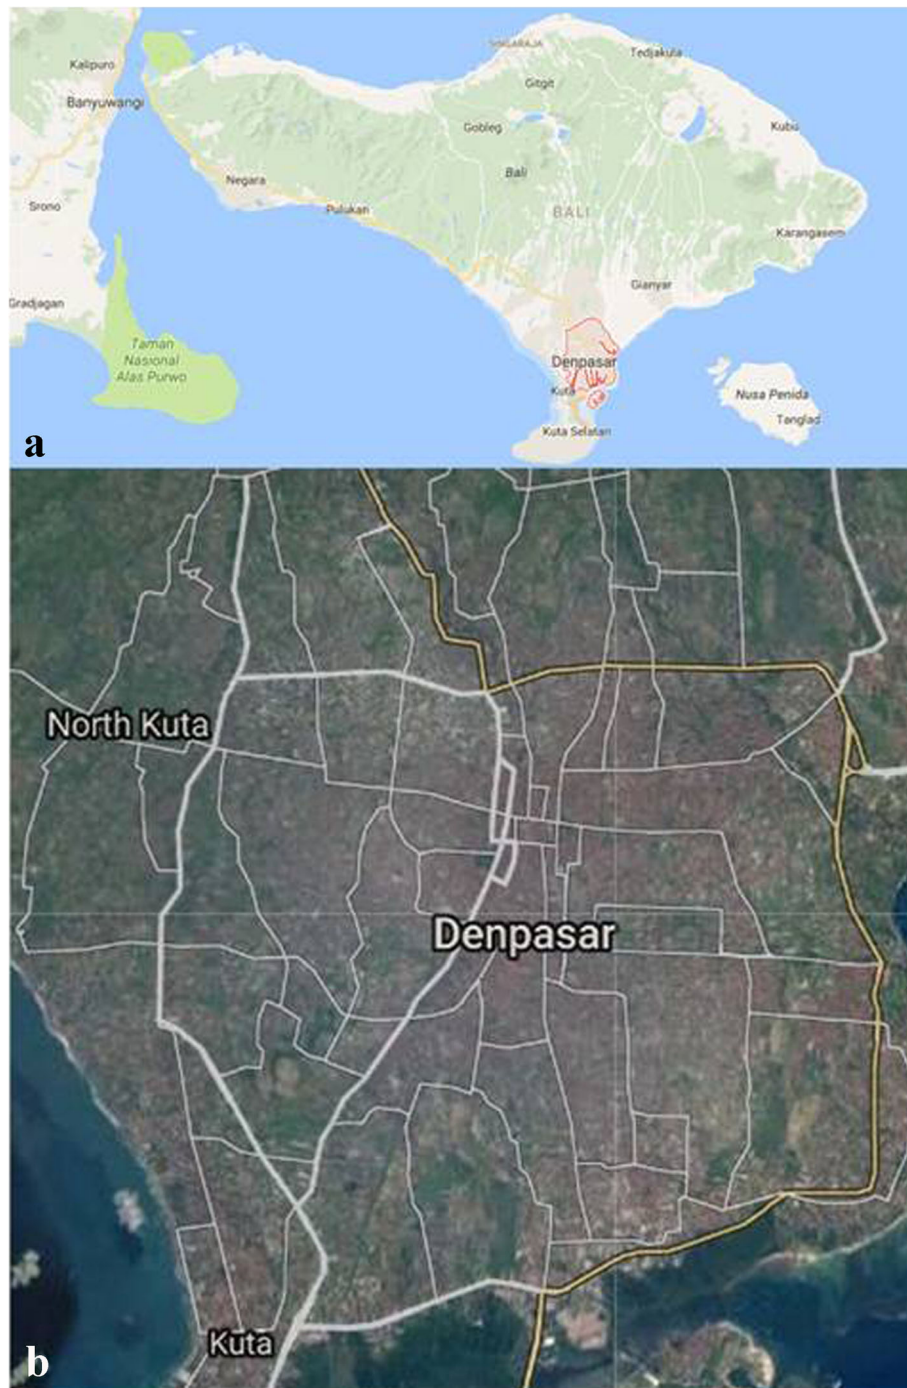 SINGARAJA
Tedjakula
Kalipuro
Gitgit
Banyuwangi
Gobleg
Kubu
Bali
Negara
Srono
Pulukan
BALI
Karangasem
Gianyar
Gradjagan
Taman
Nasional
Alas Purwo
Denpasar
Kuta
Nusa Penida
Tanglad
Kuta Selatan
a
North Kuta
Denpasar
Kuta
b